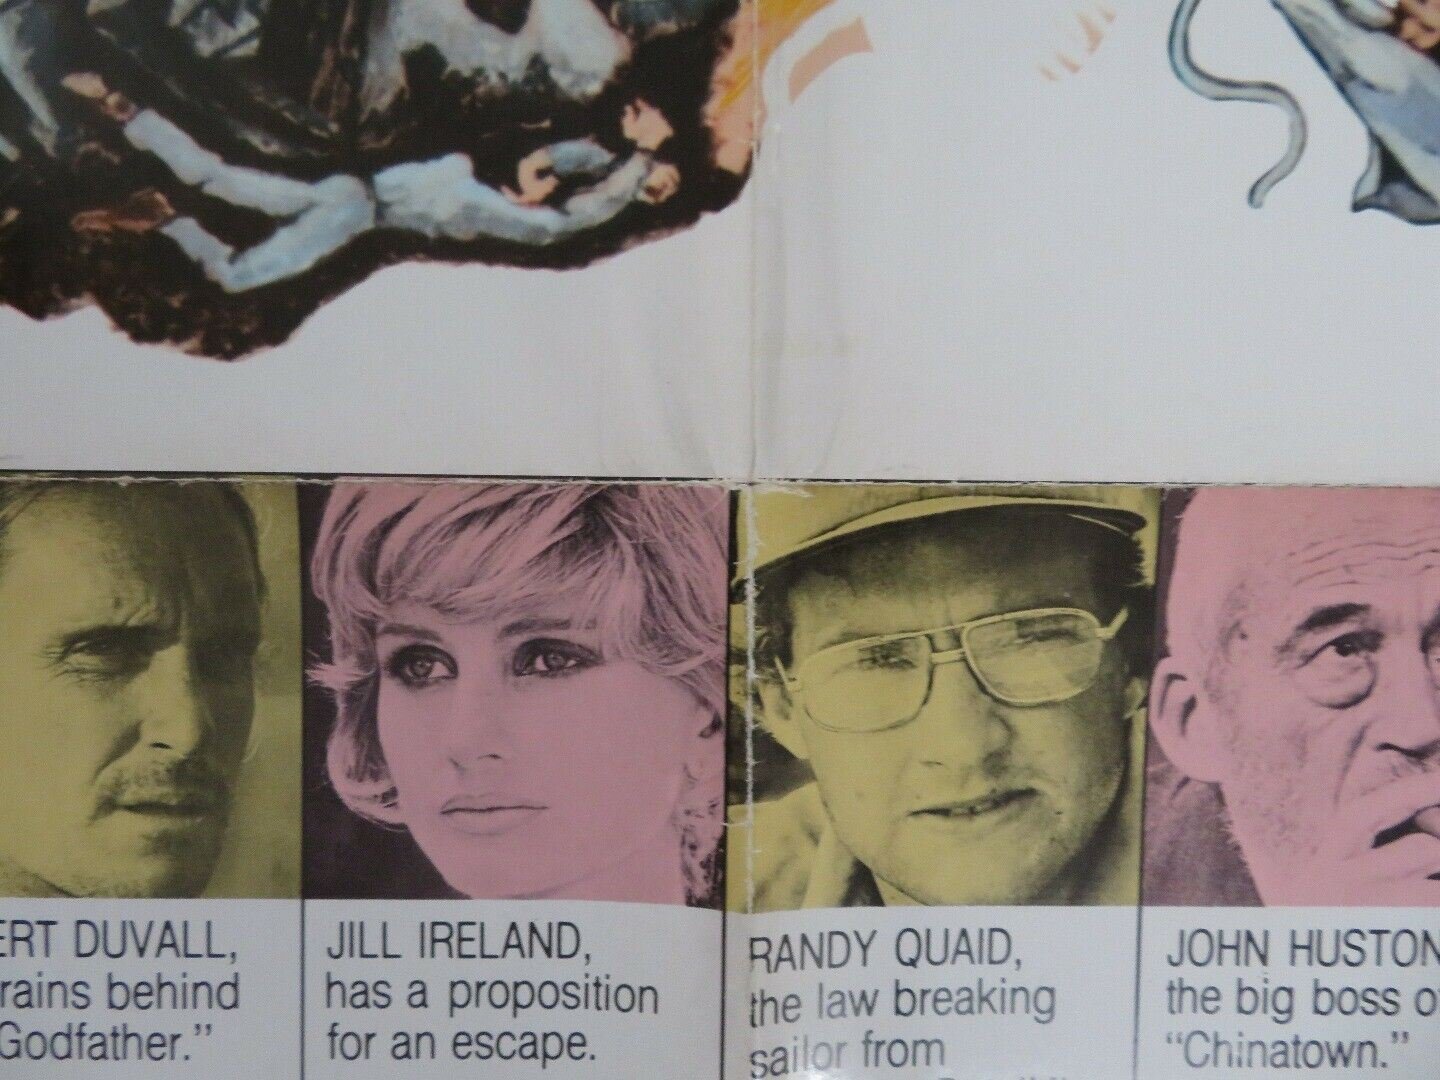 ERT DUVALL,
rains behind
Godfather."
JILL IRELAND,
has a proposition
for an escape.
RANDY QUAID,
the law breaking
sailor from
JOHN HUSTON
the big boss o
"Chinatown."